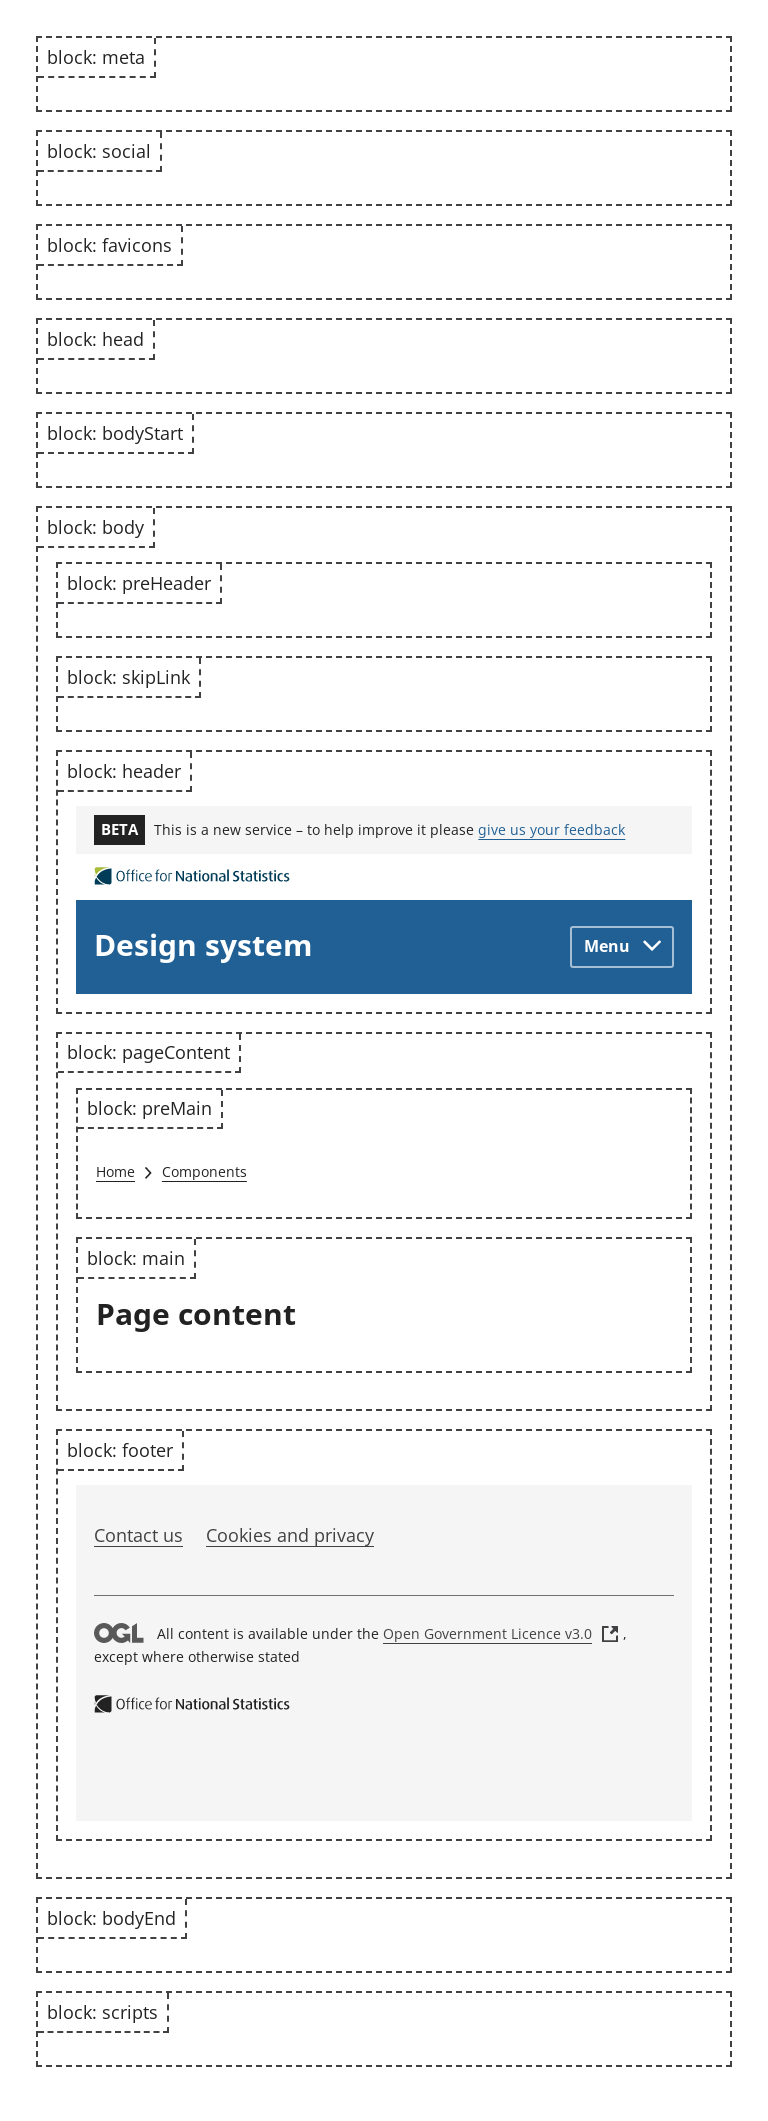 block: meta
block: social
block: favicons
block: head
block: bodyStart
block: body
block: preHeader
block: skipLink
block: header
BETA This is a new service – to help improve it please give us your feedback
Office for National Statistics
Design system
Menu
block: pageContent
block: preMain
Home Components
block: main
Page content
block: footer
Contact us Cookies and privacy
OGL All content is available under the Open Government Licence v3.0 ,
except where otherwise stated
Office for National Statistics
block: bodyEnd
block: scripts